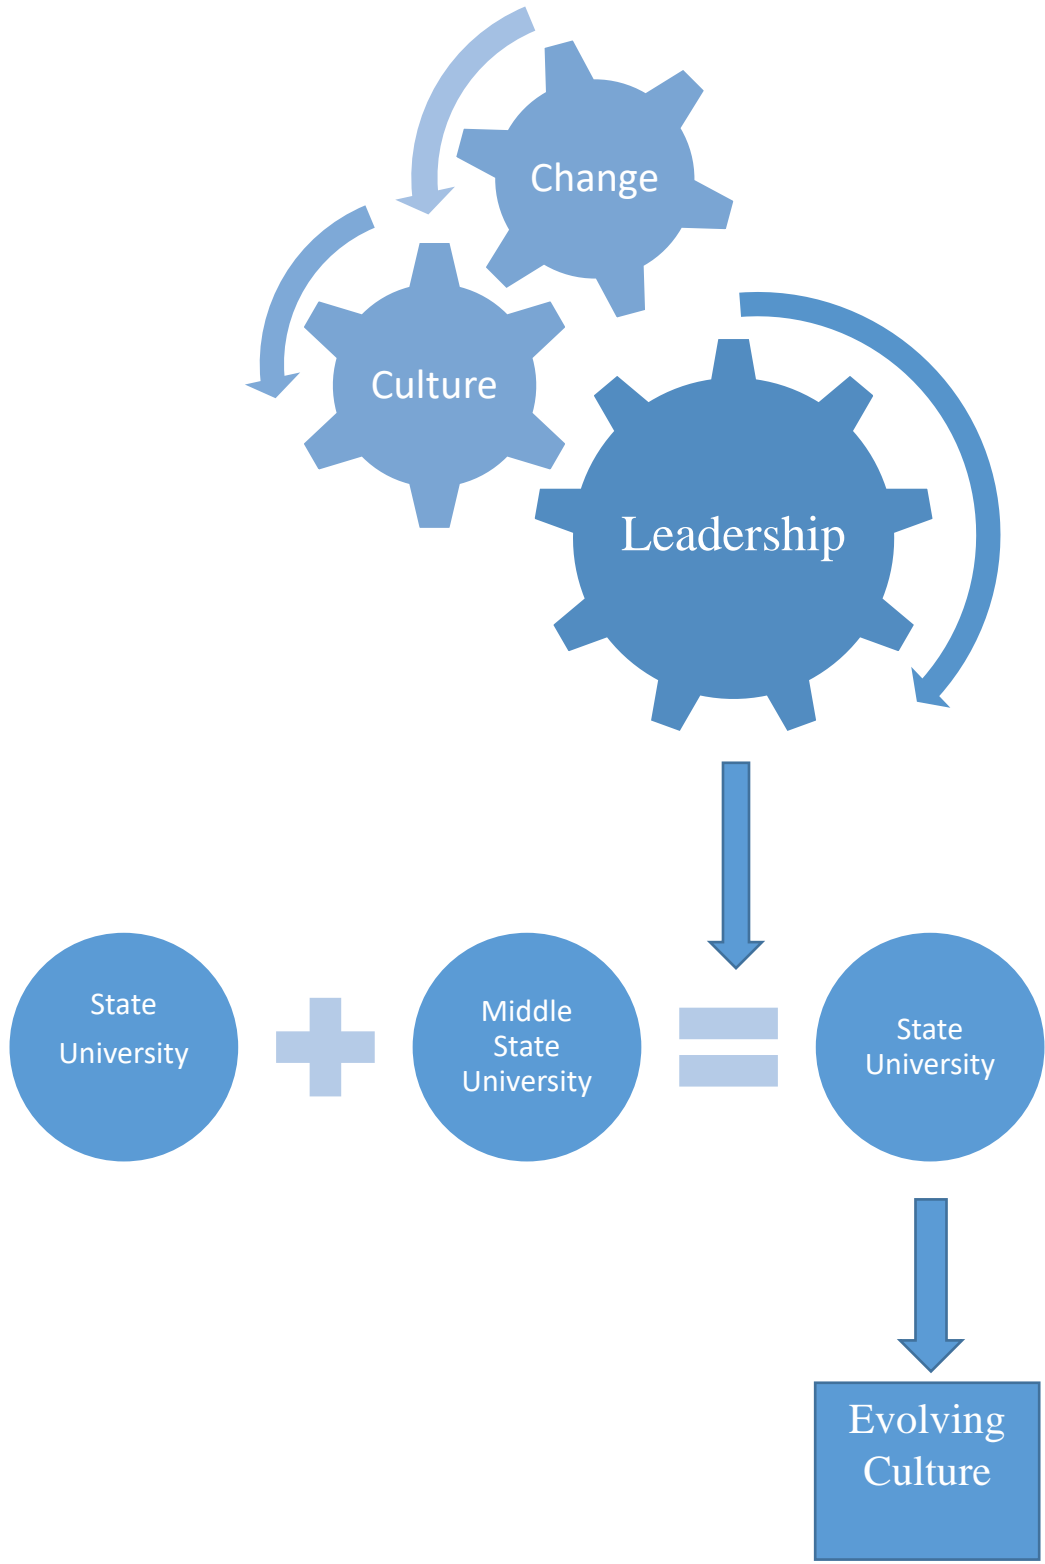 Change
Culture
Leadership
State
University
Middle
State
University
State
University
Evolving
Culture